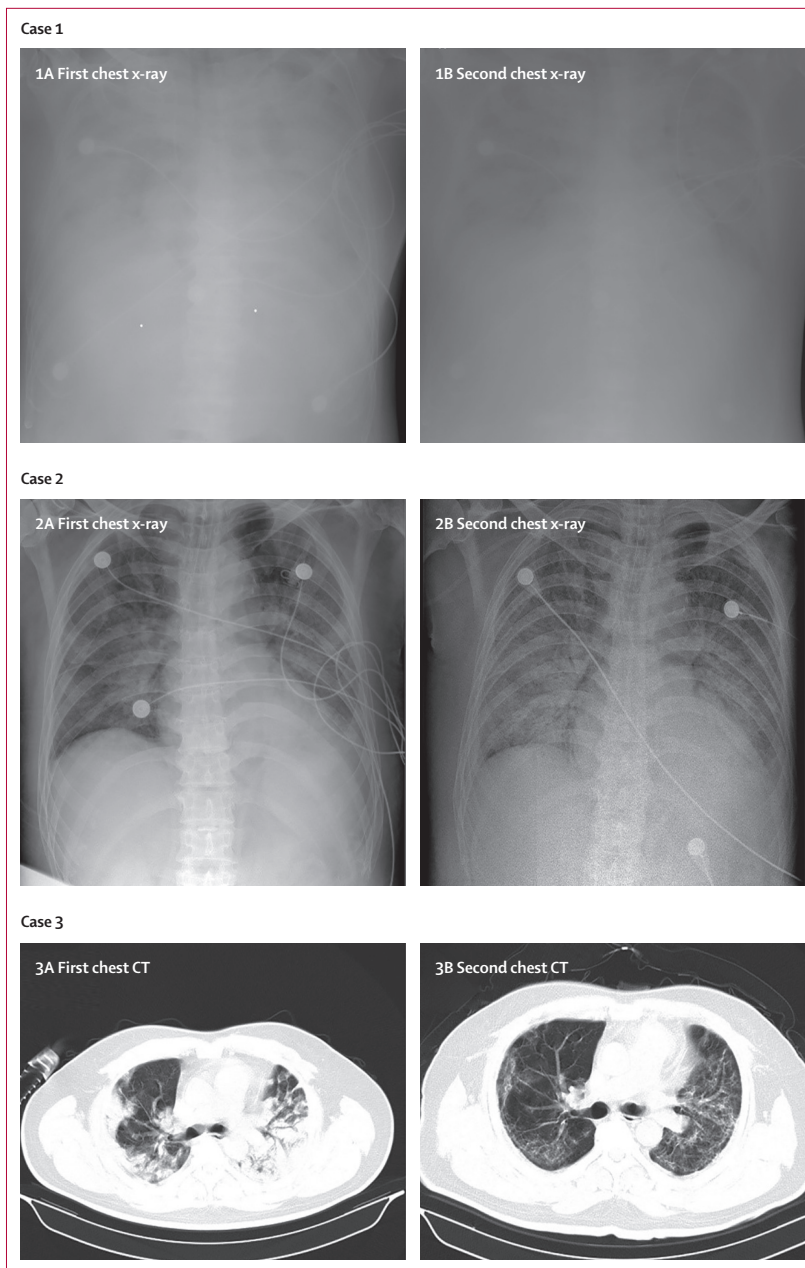 Case 1
1A First chest x-ray
1B Second chest x-ray
Case 2
2A First chest x-ray
2B Second chest x-ray
Case 3
3A First chest CT
3B Second chest CT